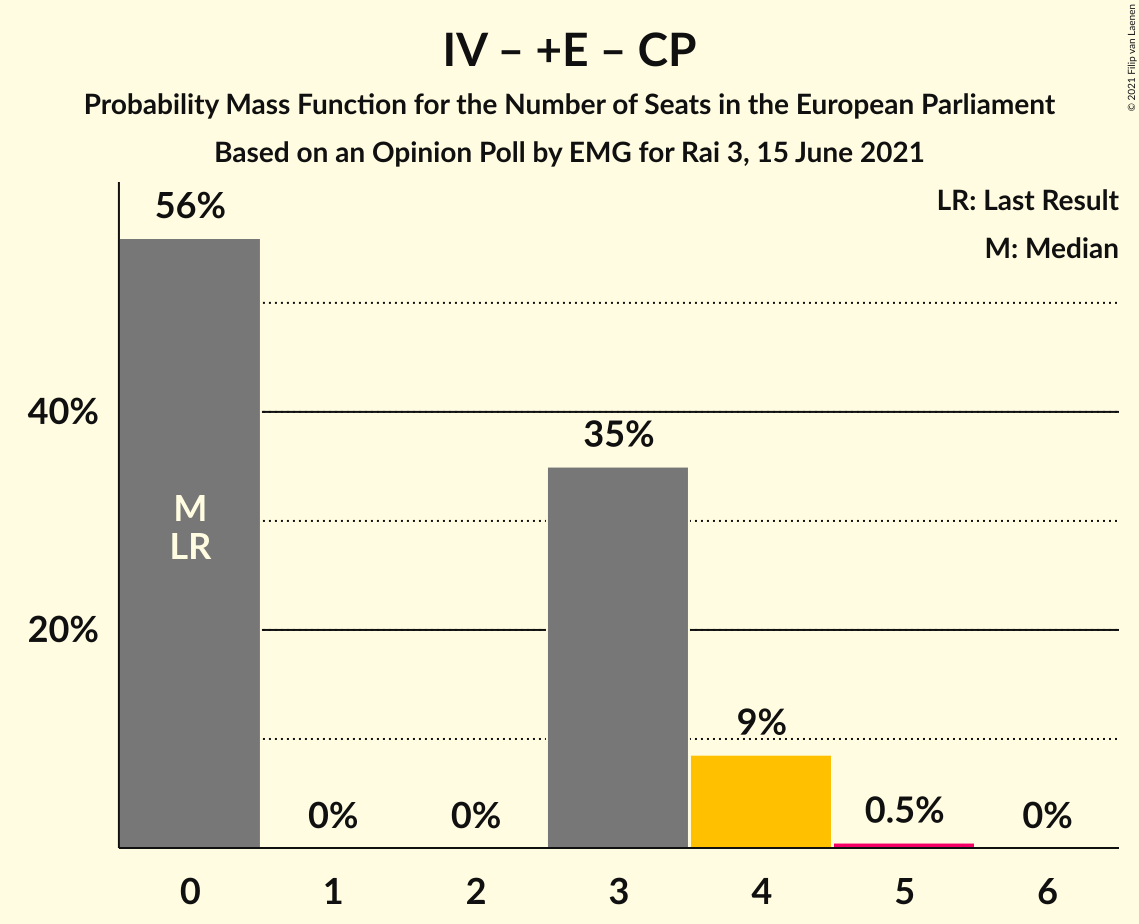 IV – +E – CP
Probability Mass Function for the Number of Seats in the European Parliament
Based on an Opinion Poll by EMG for Rai 3, 15 June 2021
© 2021 Filip van Laenen
LR: Last Result
M: Median
56%
40%
35%
M
LR
20%
9%
0%
0%
0.5%
0%
0
1
2
3
4
5
6